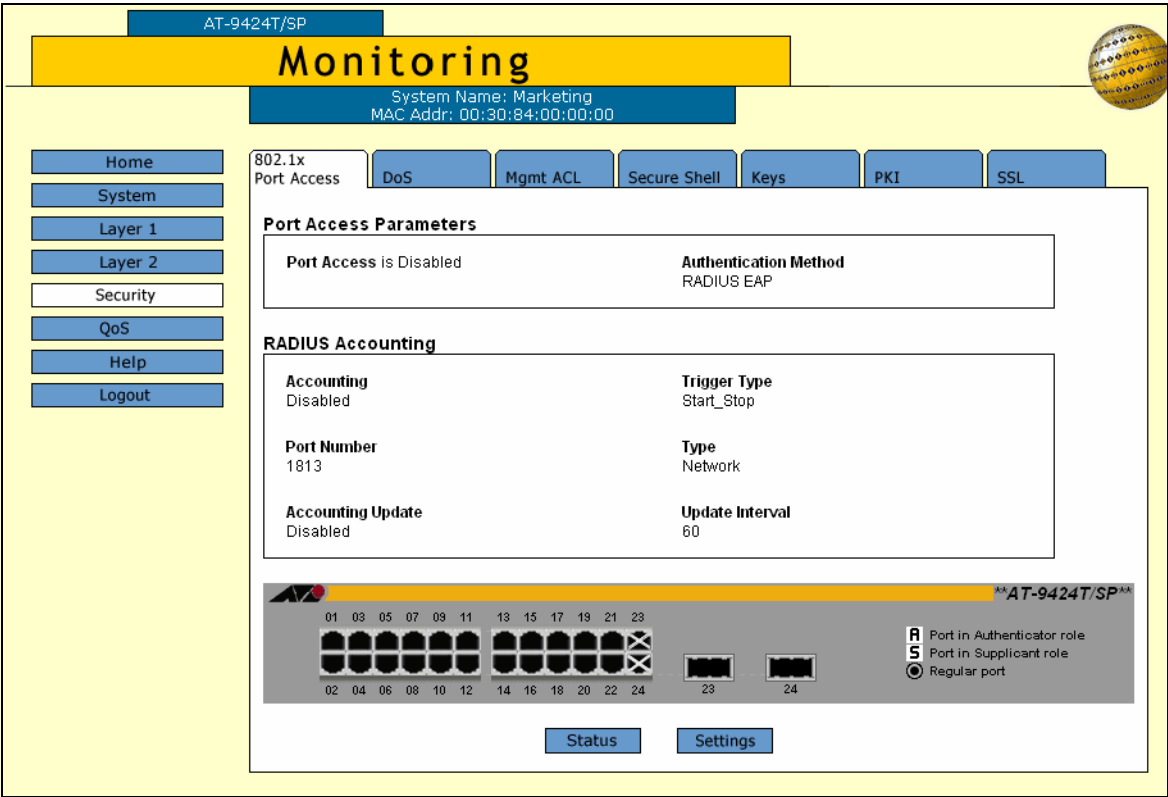 AT-9424T/SP
Monitoring
System Name: Marketing
MAC Addr: 00:30:84:00:00:00
Home
System
Layer 1
Layer 2
Security
QoS
Help
Logout
802.1x
Port Access
DoS
Mgmt ACL
Secure Shell
Keys
PKI
SSL
Port Access Parameters
Port Access is Disabled
Authentication Method
RADIUS EAP
RADIUS Accounting
Accounting
Disabled
Trigger Type
Start_Stop
Port Number
1813
Type
Network
Accounting Update
Disabled
Update Interval
60
**AT-9424T/SP**
01 03 05 07 09 11 13 15 17 19 21 23
02 04 06 08 10 12 14 16 18 20 22 24
23
24
A Port in Authenticator role
S Port in Supplicant role
Regular port
Status
Settings